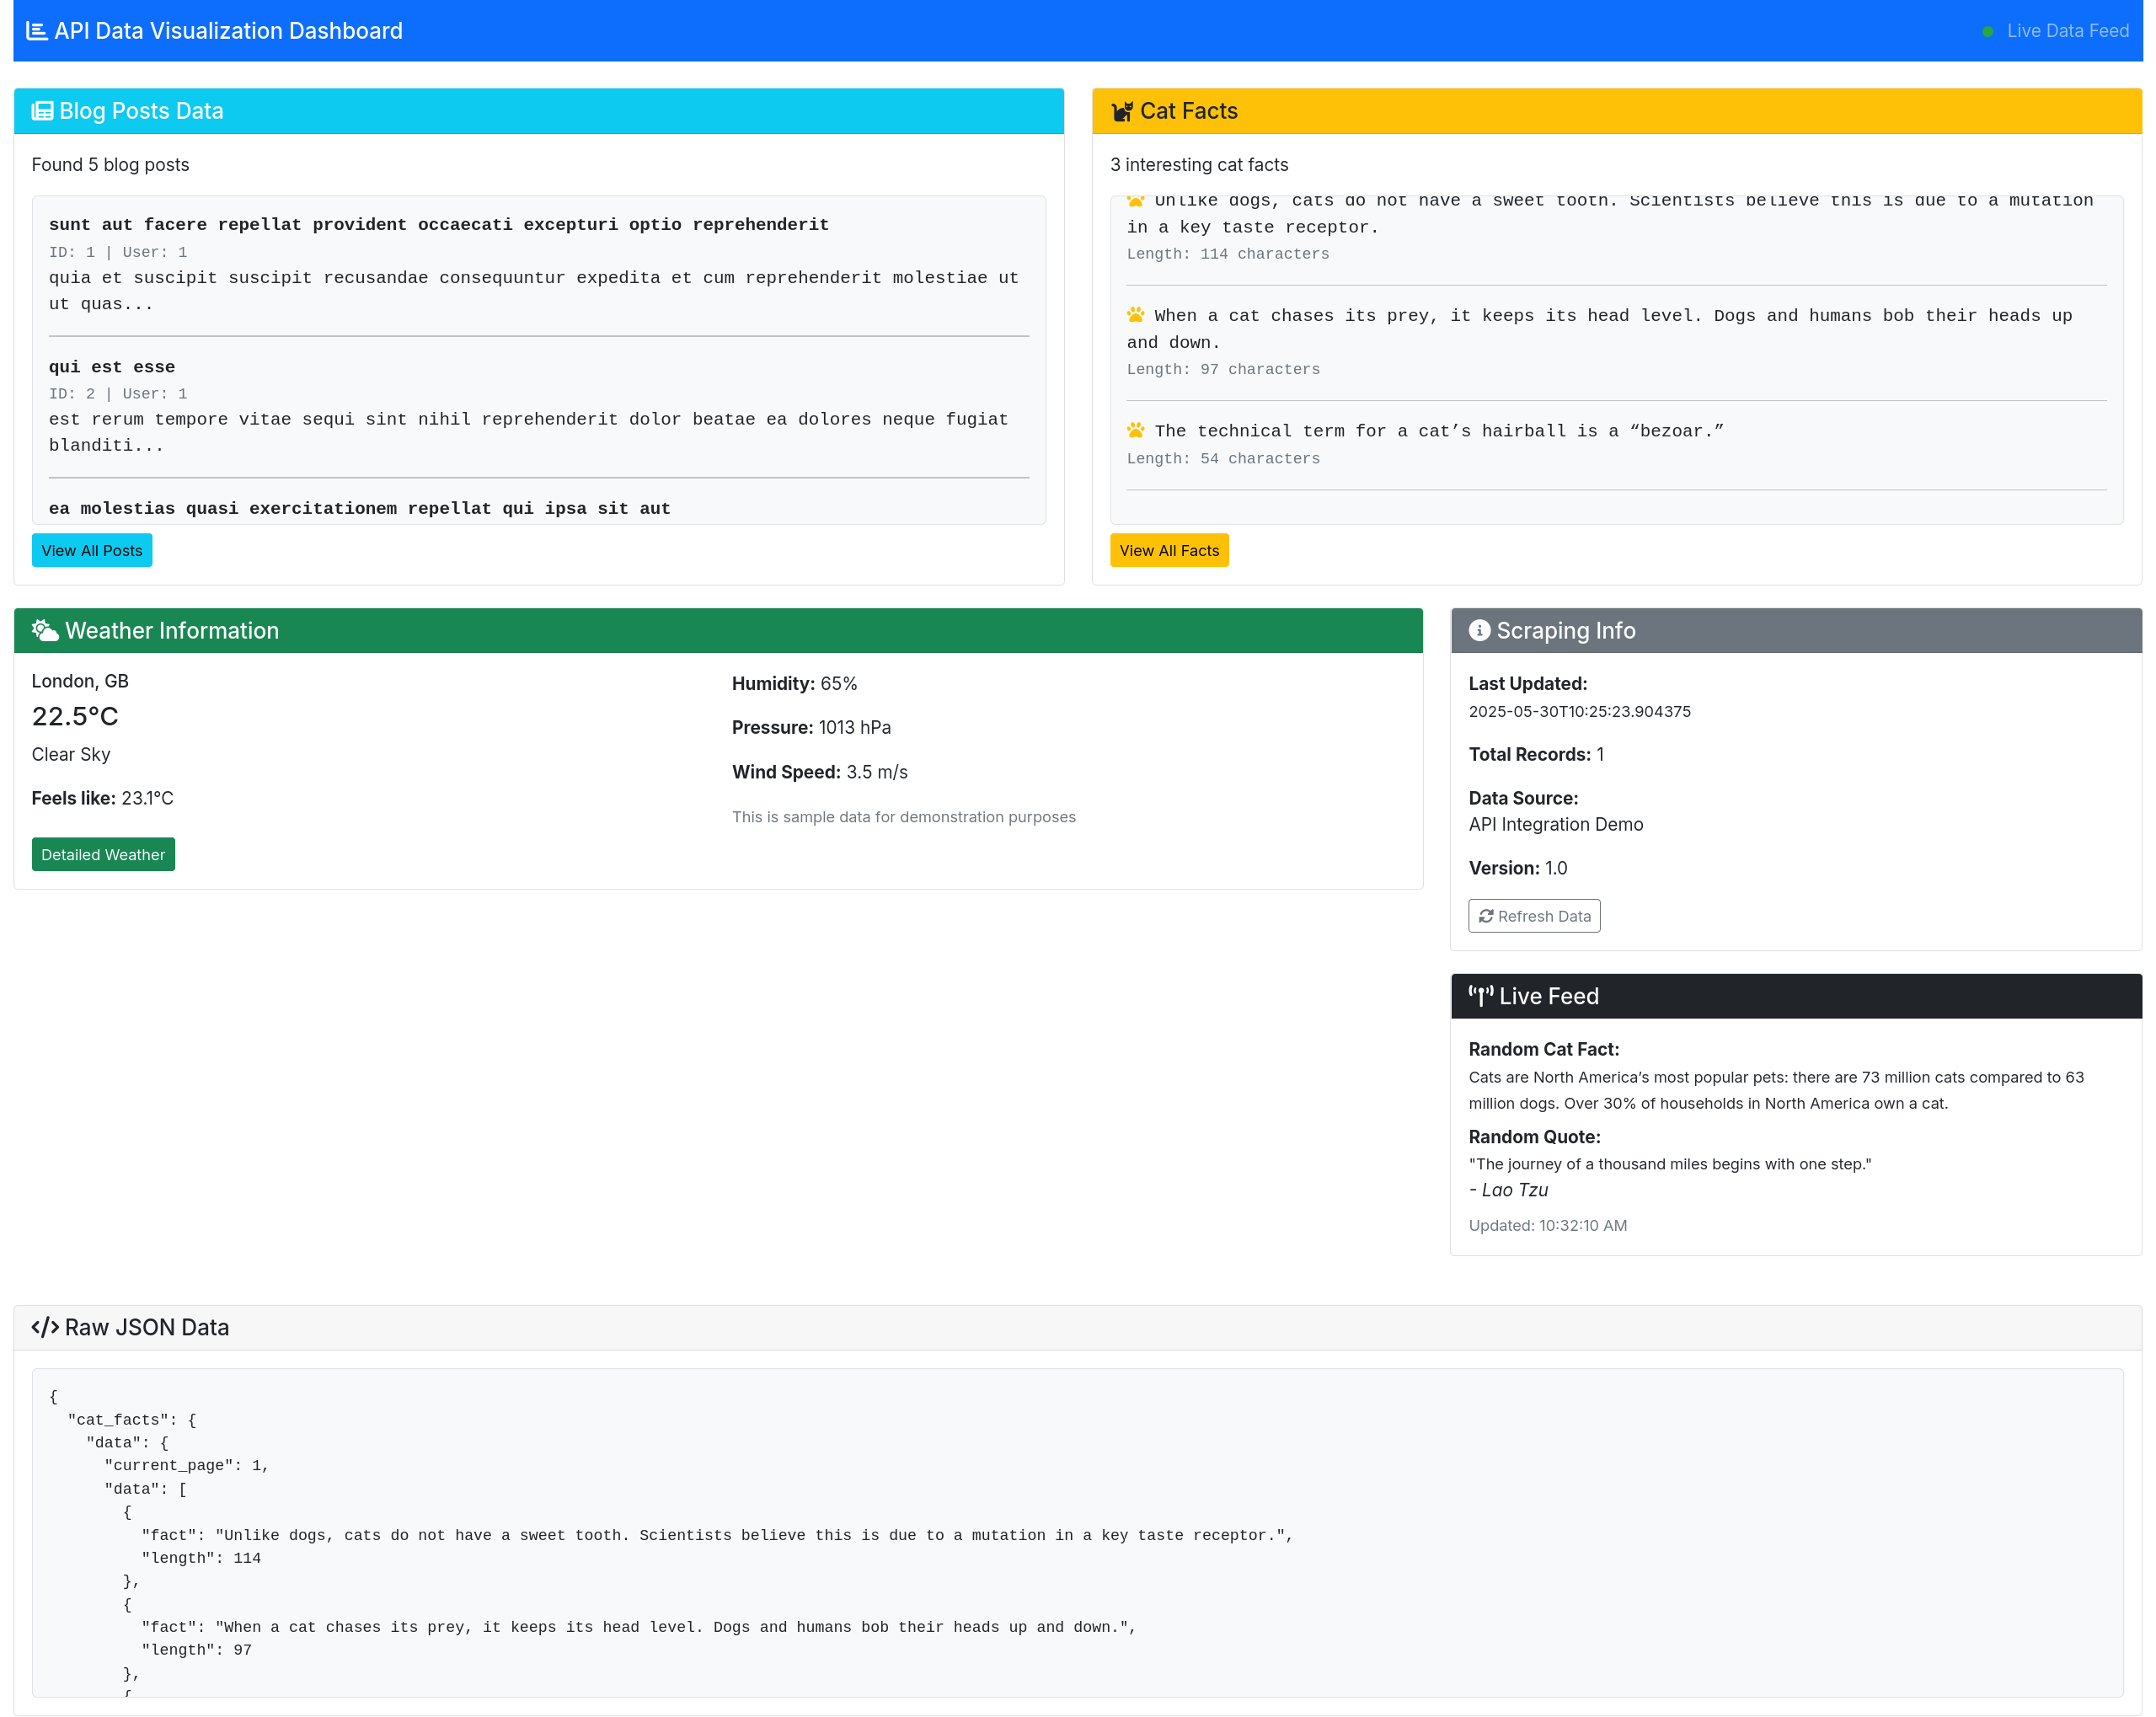 API Data Visualization Dashboard
Live Data Feed
Blog Posts Data
Found 5 blog posts
sunt aut facere repellat provident occaecati excepturi optio reprehenderit
ID: 1 | User: 1
quia et suscipit suscipit recusandae consequuntur expedita et cum reprehenderit molestiae ut
ut quas...
qui est esse
ID: 2 | User: 1
est rerum tempore vitae sequi sint nihil reprehenderit dolor beatae ea dolores neque fugiat
blanditi...
ea molestias quasi exercitationem repellat qui ipsa sit aut
View All Posts
Cat Facts
3 interesting cat facts
Unlike dogs, cats do not have a sweet tooth. Scientists believe this is due to a mutation
in a key taste receptor.
Length: 114 characters
When a cat chases its prey, it keeps its head level. Dogs and humans bob their heads up
and down.
Length: 97 characters
The technical term for a cat’s hairball is a “bezoar.”
Length: 54 characters
View All Facts
Weather Information
London, GB
22.5°C
Clear Sky
Feels like: 23.1°C
Detailed Weather
Humidity: 65%
Pressure: 1013 hPa
Wind Speed: 3.5 m/s
This is sample data for demonstration purposes
Scraping Info
Last Updated:
2025-05-30T10:25:23.904375
Total Records: 1
Data Source:
API Integration Demo
Version: 1.0
Refresh Data
Live Feed
Random Cat Fact:
Cats are North America’s most popular pets: there are 73 million cats compared to 63
million dogs. Over 30% of households in North America own a cat.
Random Quote:
"The journey of a thousand miles begins with one step."
- Lao Tzu
Updated: 10:32:10 AM
</> Raw JSON Data
{
"cat_facts": {
"data": {
"current_page": 1,
"data": [
{
"fact": "Unlike dogs, cats do not have a sweet tooth. Scientists believe this is due to a mutation in a key taste receptor.",
"length": 114
},
{
"fact": "When a cat chases its prey, it keeps its head level. Dogs and humans bob their heads up and down.",
"length": 97
},
{